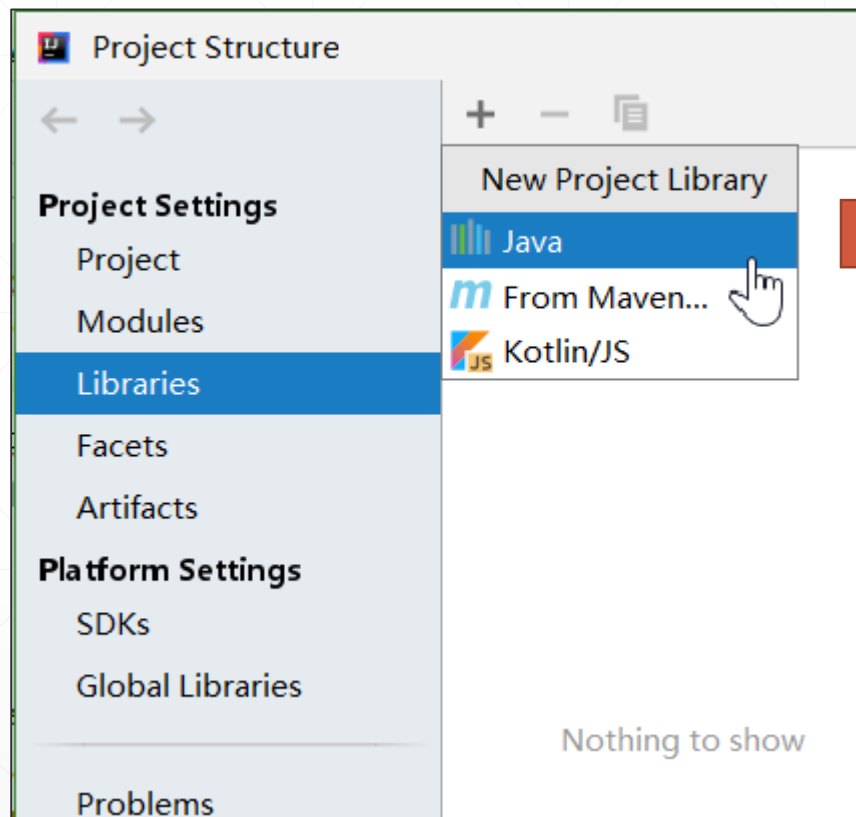 Project Structure
Project Settings
Project
Modules
Libraries
Facets
Artifacts
Platform Settings
SDKs
Global Libraries
Problems
New Project Library
Java
From Maven...
Kotlin/JS
Nothing to show